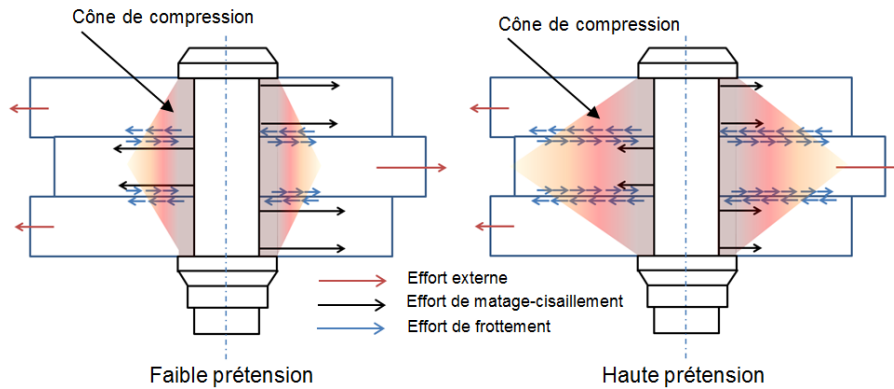 Cône de compression
Cône de compression
Effort externe
Effort de matage-cisaillement
Effort de frottement
Faible prétension
Haute prétension